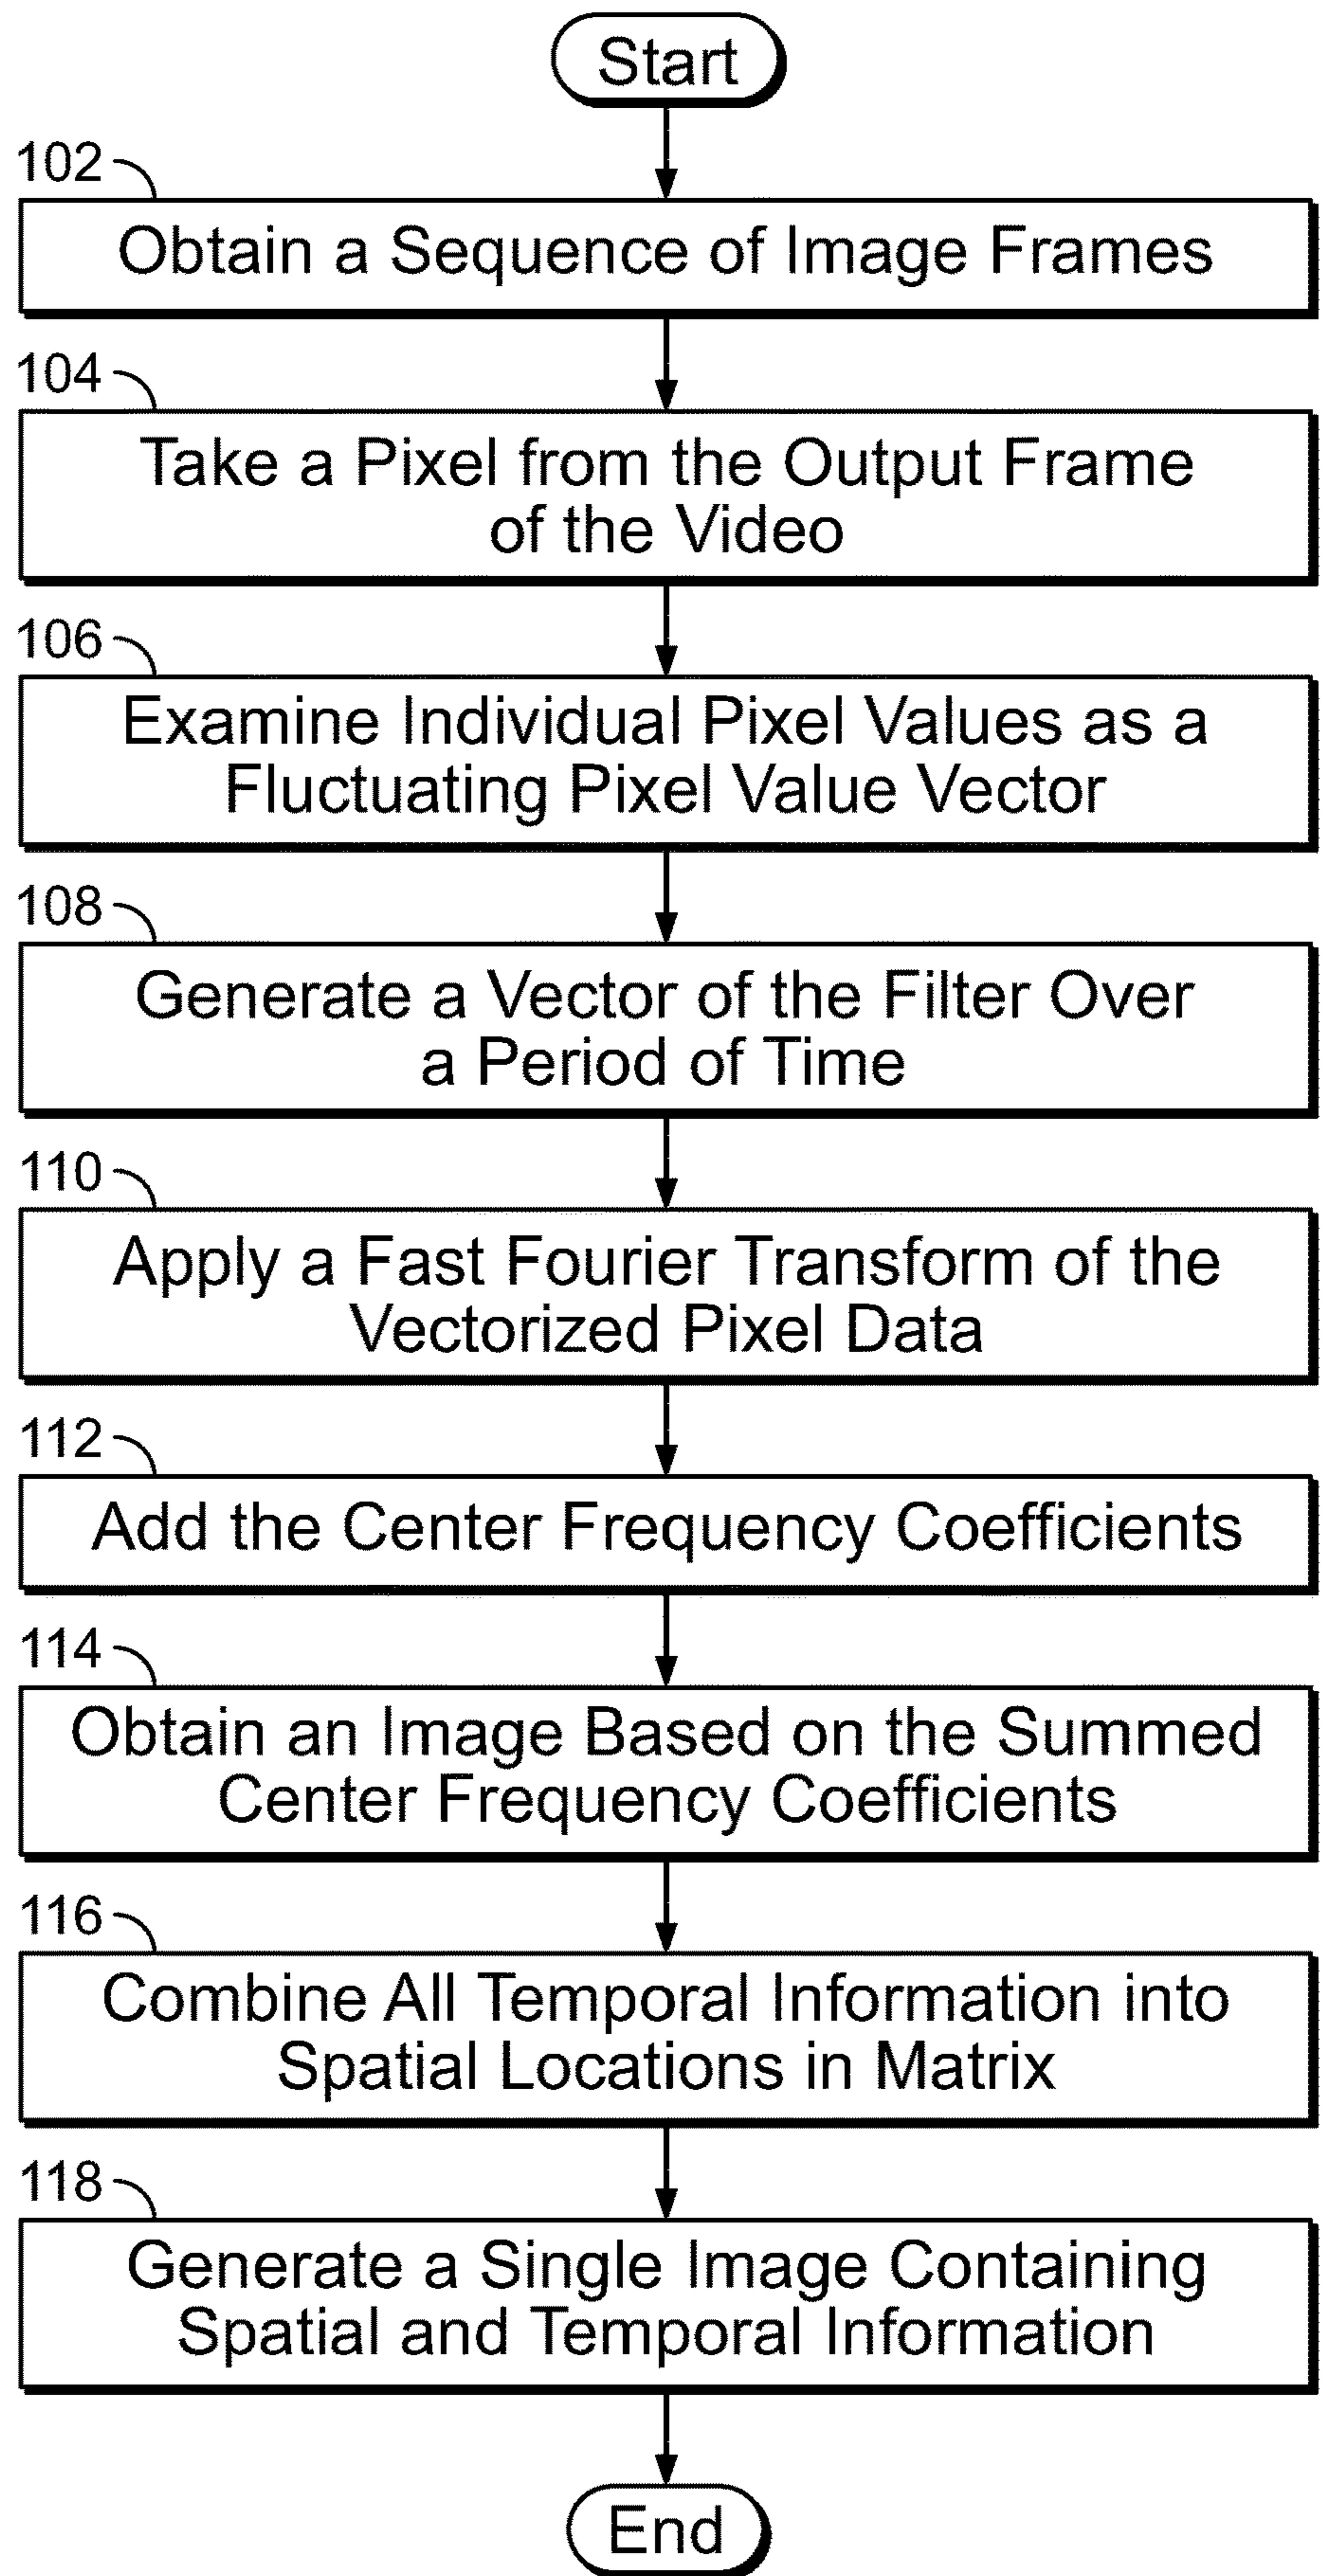 Start
102
Obtain a Sequence of Image Frames
104
Take a Pixel from the Output Frame
of the Video
106
Examine Individual Pixel Values as a
Fluctuating Pixel Value Vector
108
Generate a Vector of the Filter Over
a Period of Time
110
Apply a Fast Fourier Transform of the
Vectorized Pixel Data
112
Add the Center Frequency Coefficients
114
Obtain an Image Based on the Summed
Center Frequency Coefficients
116
Combine All Temporal Information into
Spatial Locations in Matrix
118
Generate a Single Image Containing
Spatial and Temporal Information
End